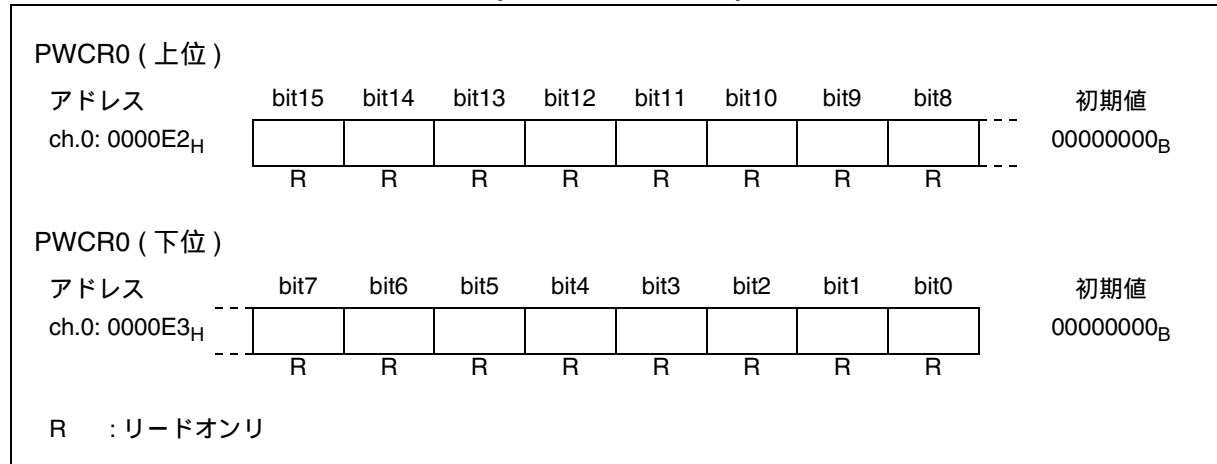 PWCR0 ( 上位 )
アドレス bit15 bit14 bit13 bit12 bit11 bit10 bit9 bit8 初期値
ch.0: 0000E2H 00000000B
R R R R R R R R
PWCR0 ( 下位 )
アドレス bit7 bit6 bit5 bit4 bit3 bit2 bit1 bit0 初期値
ch.0: 0000E3H 00000000B
R R R R R R R R
R : リードオンリ